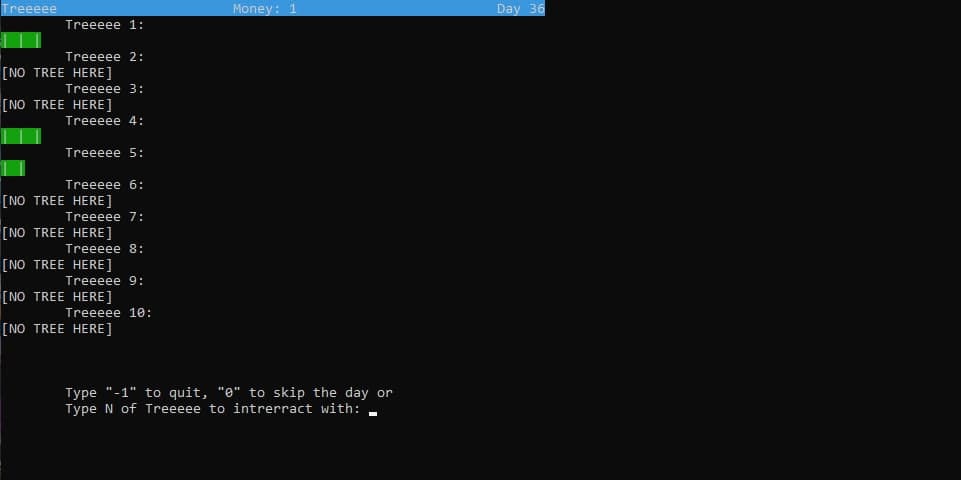 Treeeee Money: 1 Day 36
Treeeee 1:
| | |
Treeeee 2:
[NO TREE HERE]
Treeeee 3:
[NO TREE HERE]
Treeeee 4:
| | |
Treeeee 5:
| |
Treeeee 6:
[NO TREE HERE]
Treeeee 7:
[NO TREE HERE]
Treeeee 8:
[NO TREE HERE]
Treeeee 9:
[NO TREE HERE]
Treeeee 10:
[NO TREE HERE]
Type "-1" to quit, "0" to skip the day or
Type N of Treeeee to intrerract with: